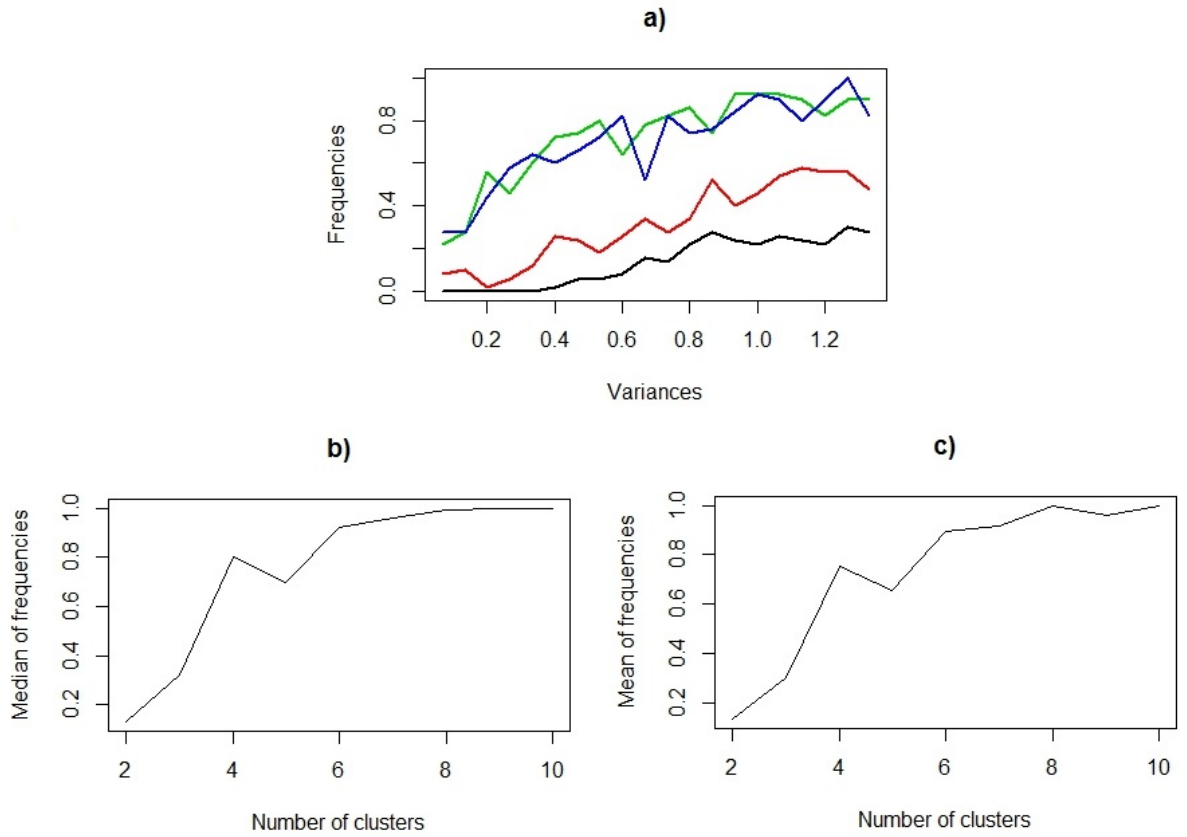 a)
Frequencies
0.0 0.4 0.8
0.2 0.4 0.6 0.8 1.0 1.2
Variances
b)
Median of frequencies
0.2 0.4 0.6 0.8 1.0
2 4 6 8 10
Number of clusters
c)
Mean of frequencies
0.2 0.4 0.6 0.8 1.0
2 4 6 8 10
Number of clusters